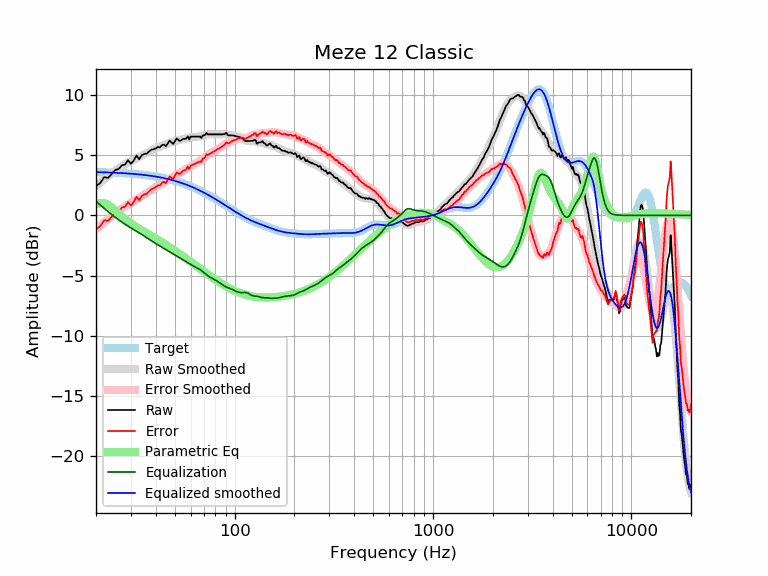 Meze 12 Classic
Amplitude (dBr)
10
5
0
−5
−10
−15
−20
Target
Raw Smoothed
Error Smoothed
Raw
Error
Parametric Eq
Equalization
Equalized smoothed
100
1000
10000
Frequency (Hz)